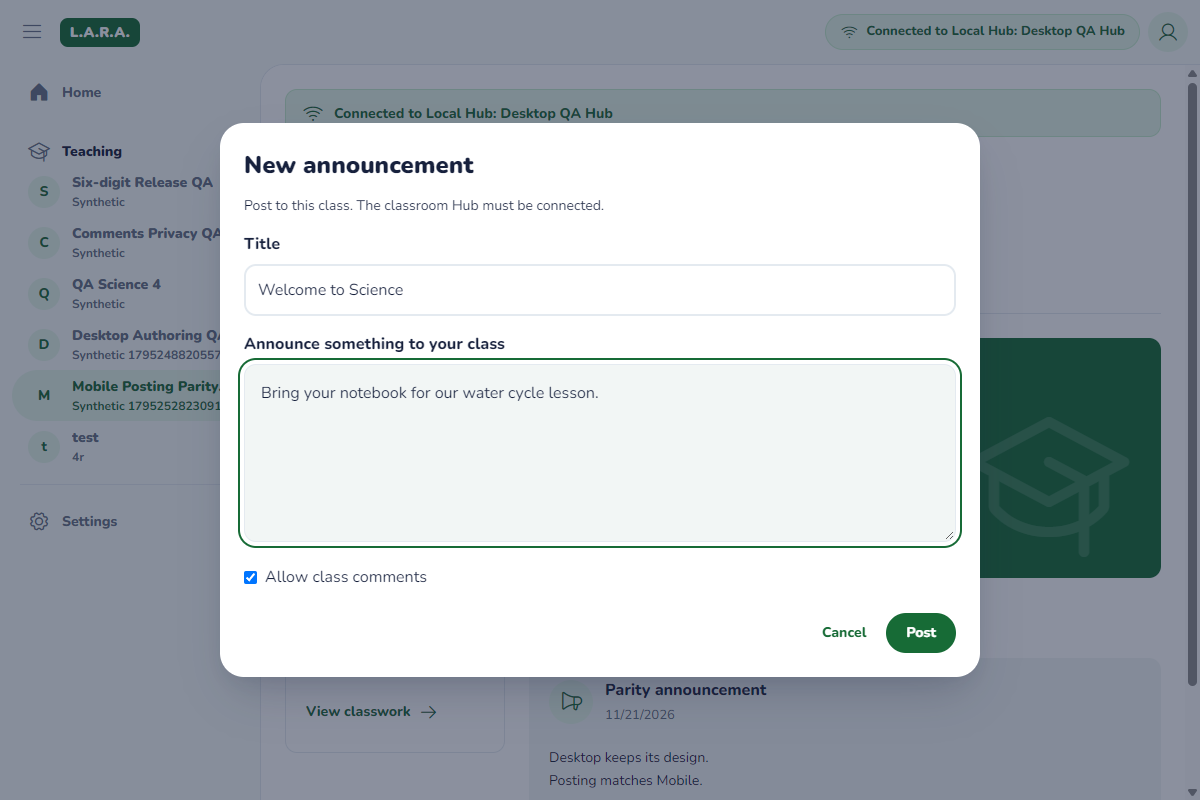 L.A.R.A.
Connected to Local Hub: Desktop QA Hub
Home
Teaching
S
Six-digit Release QA
Synthetic
C
Comments Privacy QA
Synthetic
Q
QA Science 4
Synthetic
D
Desktop Authoring QA
Synthetic 1795248820557
M
Mobile Posting Parity
Synthetic 1795252823091
t
test
4r
Settings
Connected to Local Hub: Desktop QA Hub
New announcement
Post to this class. The classroom Hub must be connected.
Title
Welcome to Science
Announce something to your class
Bring your notebook for our water cycle lesson.
Allow class comments
Cancel
Post
View classwork
Parity announcement
11/21/2026
Desktop keeps its design.
Posting matches Mobile.